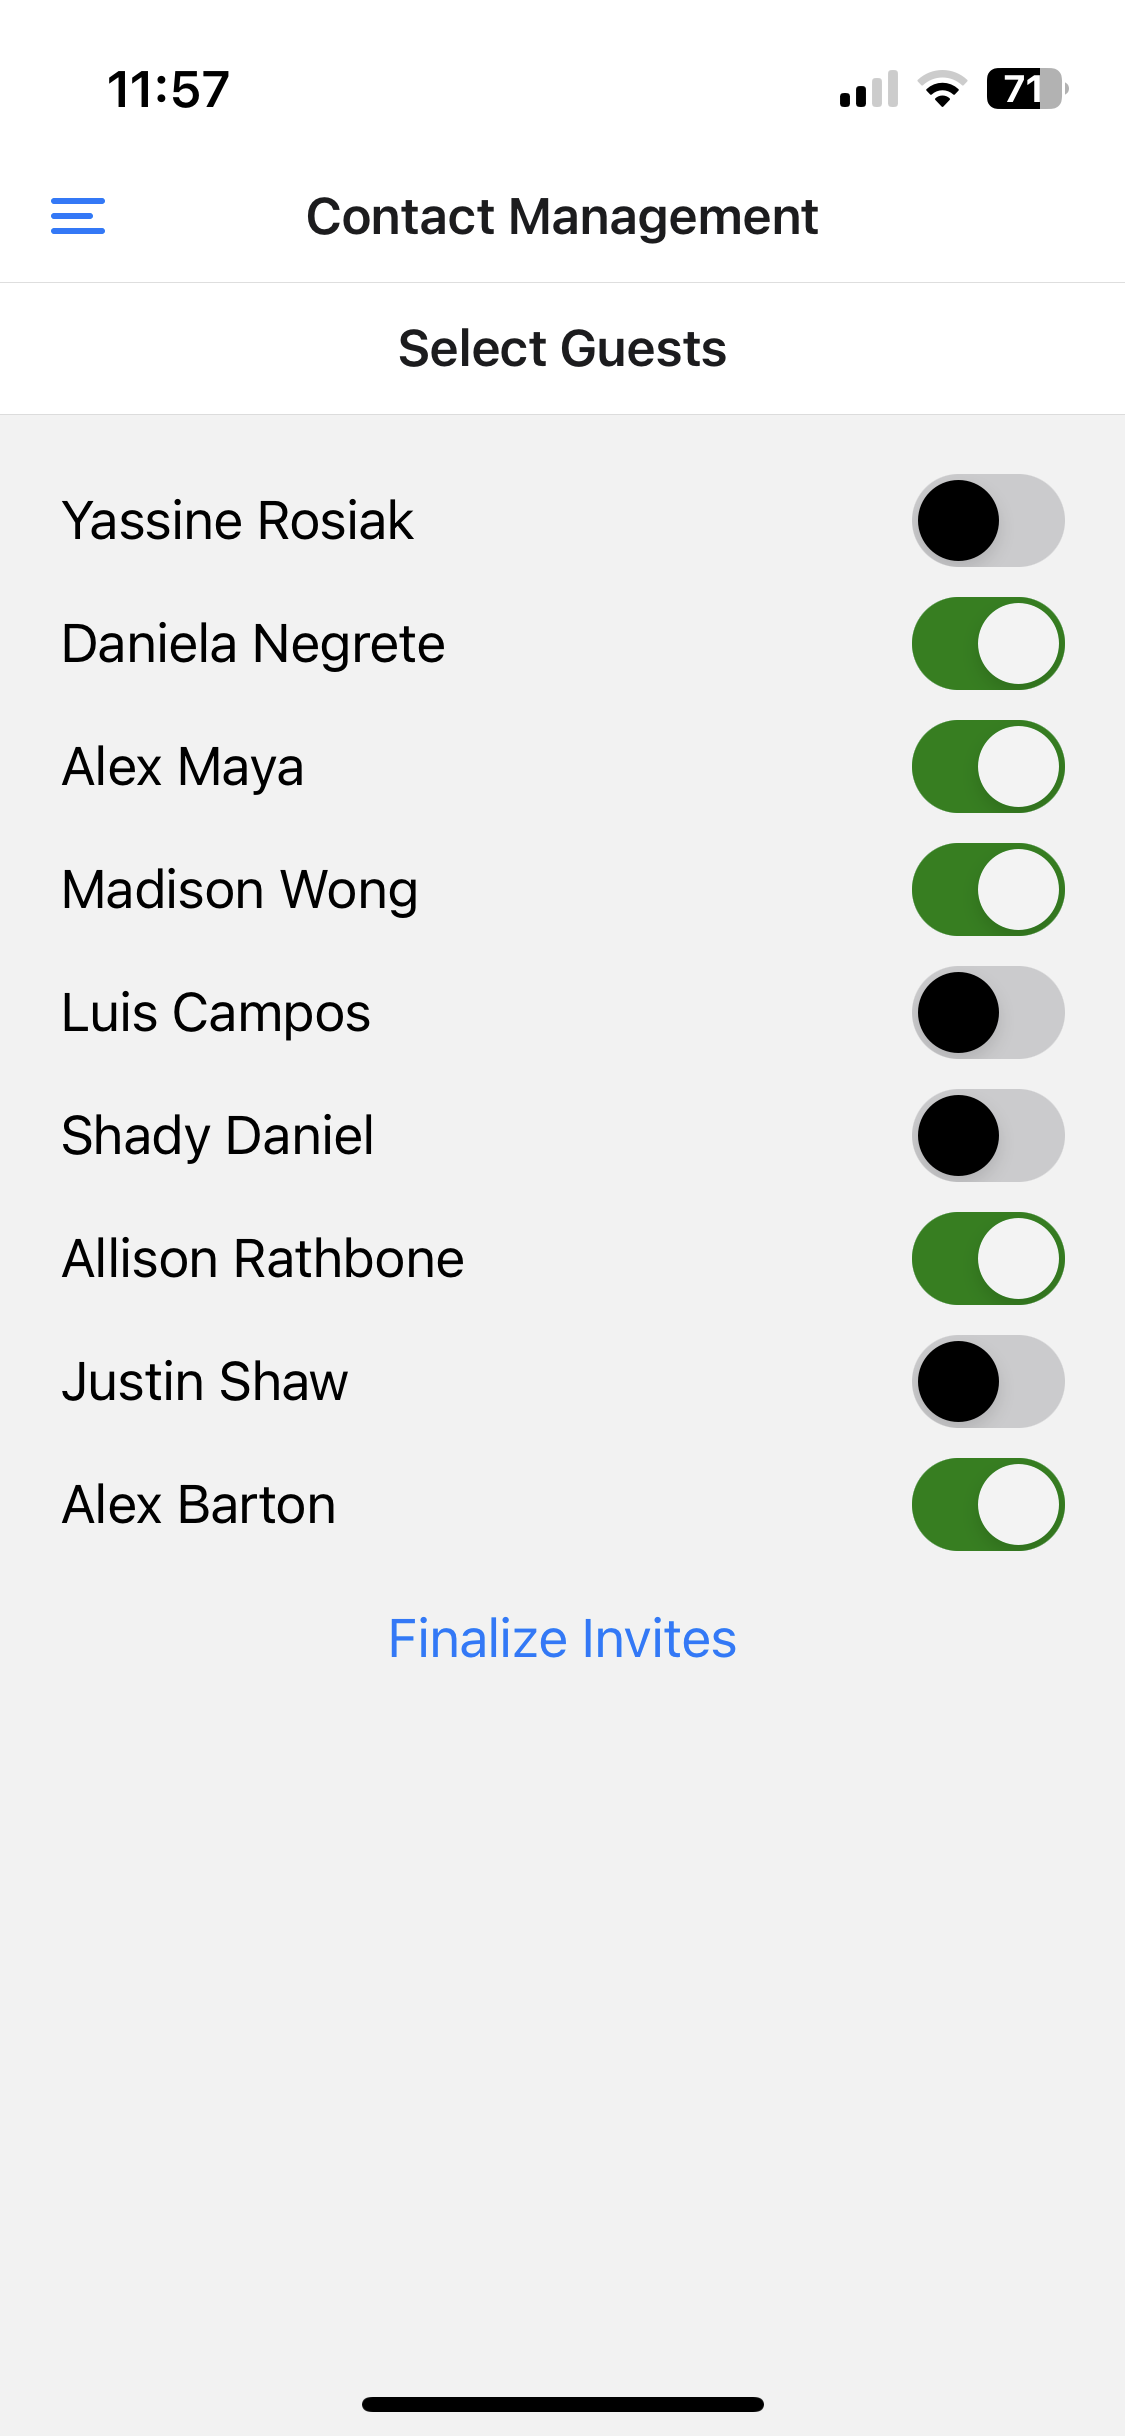 11:57
71
Contact Management
Select Guests
Yassine Rosiak
Daniela Negrete
Alex Maya
Madison Wong
Luis Campos
Shady Daniel
Allison Rathbone
Justin Shaw
Alex Barton
Finalize Invites